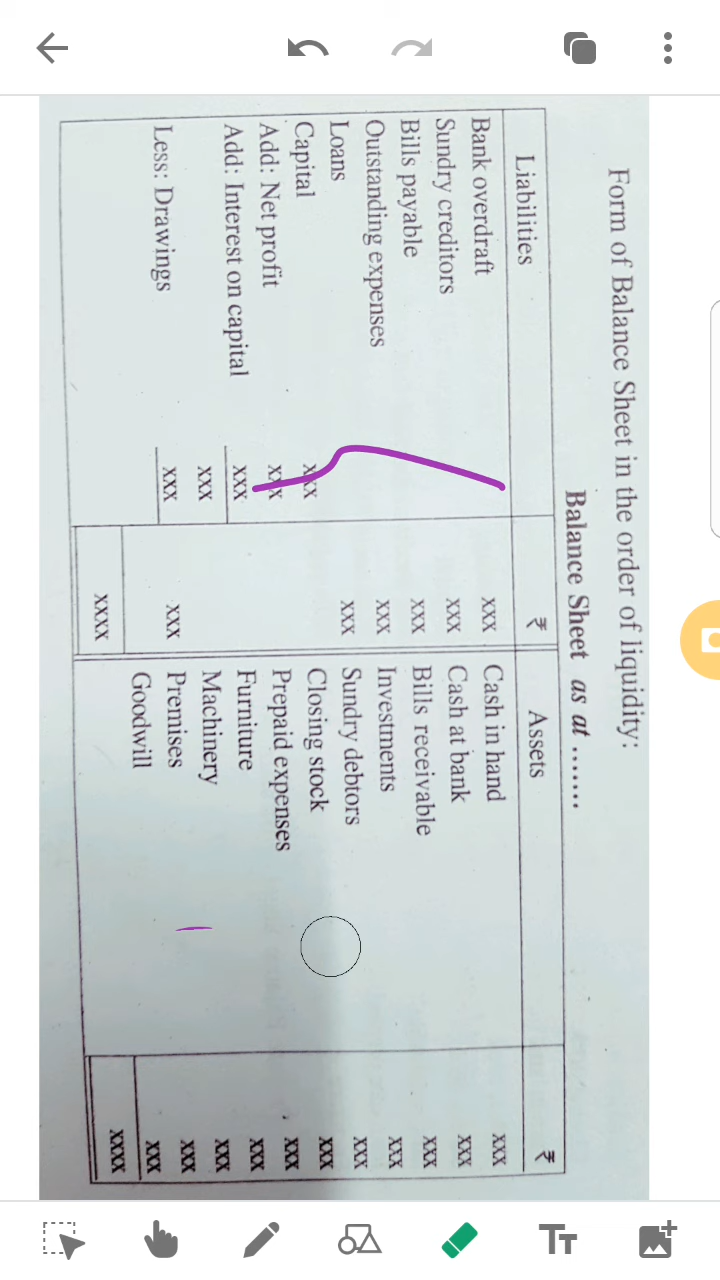 Form of Balance Sheet in the order of liquidity:
Balance Sheet as at .......
Liabilities ₹ Assets ₹
Bank overdraft xxx Cash in hand xxx
Sundry creditors xxx Cash at bank xxx
Bills payable xxx Bills receivable xxx
Outstanding expenses xxx Investments xxx
Loans xxx Sundry debtors xxx
Capital xxx Closing stock xxx
Add: Net profit xxx Prepaid expenses xxx
Add: Interest on capital xxx Furniture xxx
xxx Machinery xxx
Less: Drawings xxx xxx Premises xxx
Goodwill xxx
xxxx xxxx
TT